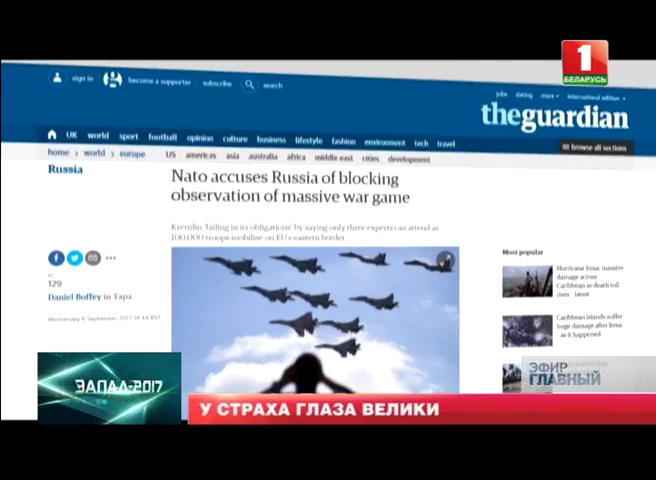 1
БЕЛАРУСЬ
sign in
become a supporter
subscribe
search
jobs
dating
more
international edition
theguardian
UK world sport football opinion culture business lifestyle fashion environment tech travel
browse all sections
home › world › europe
US americas asia australia africa middle east cities development
Russia
Nato accuses Russia of blocking
observation of massive war game
Kremlin 'failing in its obligations' by saying only three experts can attend as
100,000 troops mobilise on EU's eastern border
129
Daniel Boffey in Tapa
Most popular
Hurricane Irma: massive
damage across
Caribbean as death toll
rises – latest
Caribbean islands suffer
huge damage after Irma
as it happened
ЗАПАД-2017
ЭФИР
ГЛАВНЫЙ
У СТРАХА ГЛАЗА ВЕЛИКИ